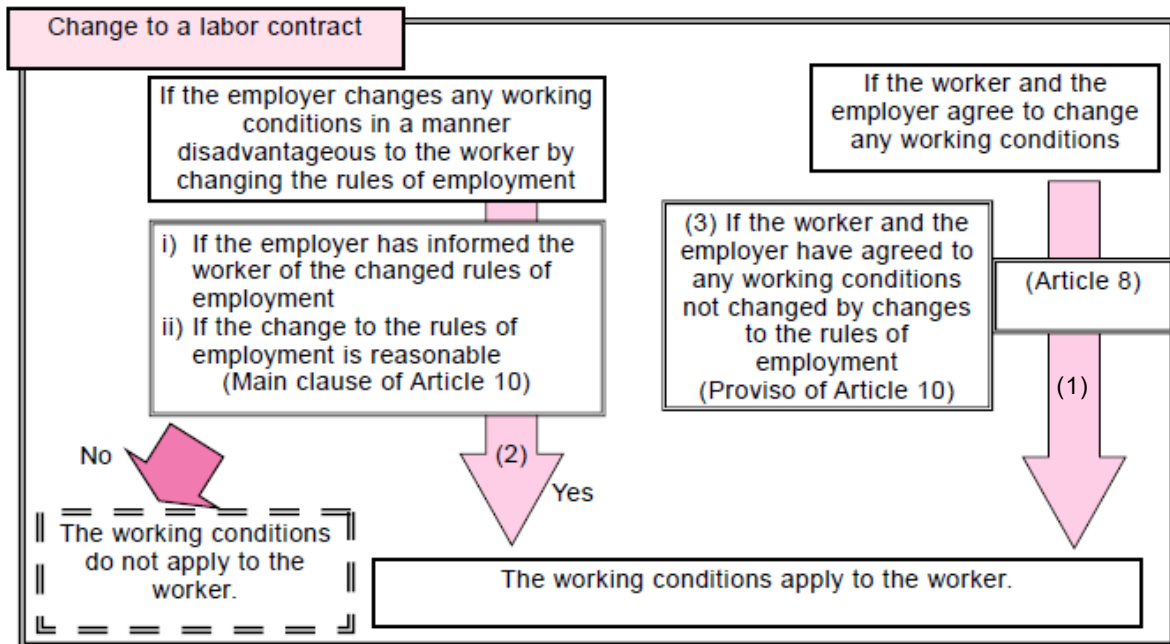 Change to a labor contract
If the employer changes any working
conditions in a manner
disadvantageous to the worker by
changing the rules of employment
If the worker and the
employer agree to change
any working conditions
i) If the employer has informed the
worker of the changed rules of
employment
ii) If the change to the rules of
employment is reasonable
(Main clause of Article 10)
(3) If the worker and the
employer have agreed to
any working conditions
not changed by changes
to the rules of
employment
(Proviso of Article 10)
(Article 8)
(1)
No
(2)
Yes
The working conditions
do not apply to the
worker.
The working conditions apply to the worker.